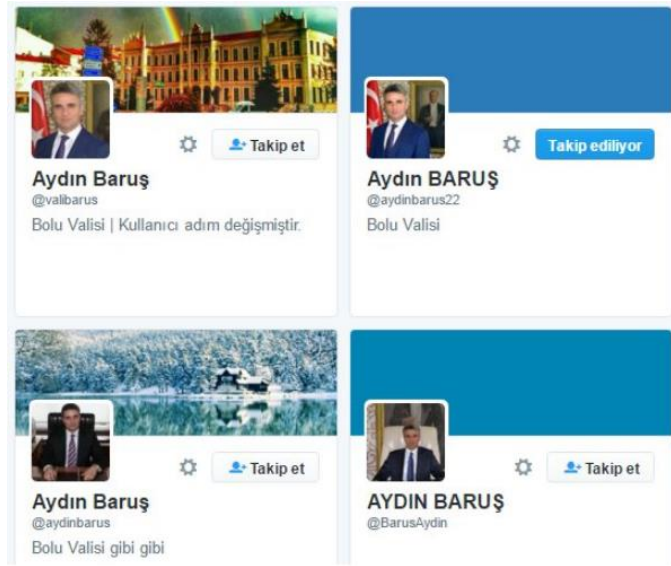 Takip et
Aydın Baruş
@valibarus
Bolu Valisi | Kullanıcı adım değişmiştir.
Takip ediliyor
Aydın BARUŞ
@aydinbarus22
Bolu Valisi
Takip et
Aydın Baruş
@aydinbarus
Bolu Valisi gibi gibi
Takip et
AYDIN BARUŞ
@BarusAydin